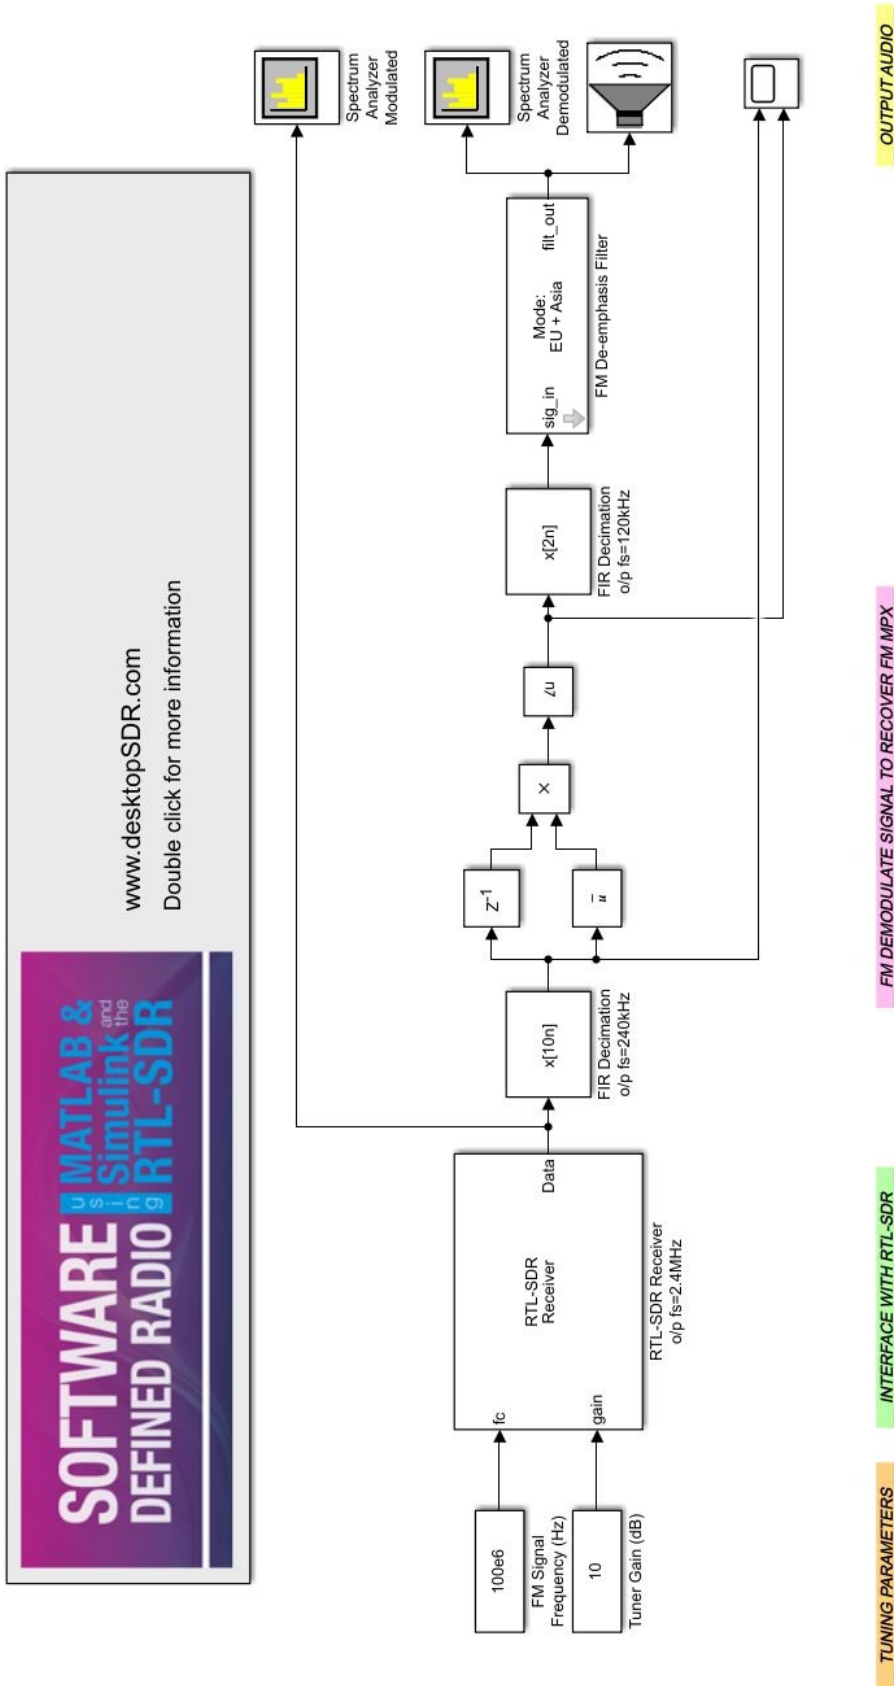 SOFTWARE
DEFINED RADIO
using
MATLAB &
Simulink and
the
RTL-SDR
www.desktopSDR.com
Double click for more information
Spectrum
Analyzer
Modulated
100e6
FM Signal
Frequency (Hz)
10
Tuner Gain (dB)
fc
gain
RTL-SDR
Receiver
Data
RTL-SDR Receiver
o/p fs=2.4MHz
x[10n]
FIR Decimation
o/p fs=240kHz
Z⁻¹
u̅
×
∠u
x[2n]
FIR Decimation
o/p fs=120kHz
sig_in
Mode:
EU + Asia
filt_out
FM De-emphasis Filter
Spectrum
Analyzer
Demodulated
TUNING PARAMETERS
INTERFACE WITH RTL-SDR
FM DEMODULATE SIGNAL TO RECOVER FM MPX
OUTPUT AUDIO